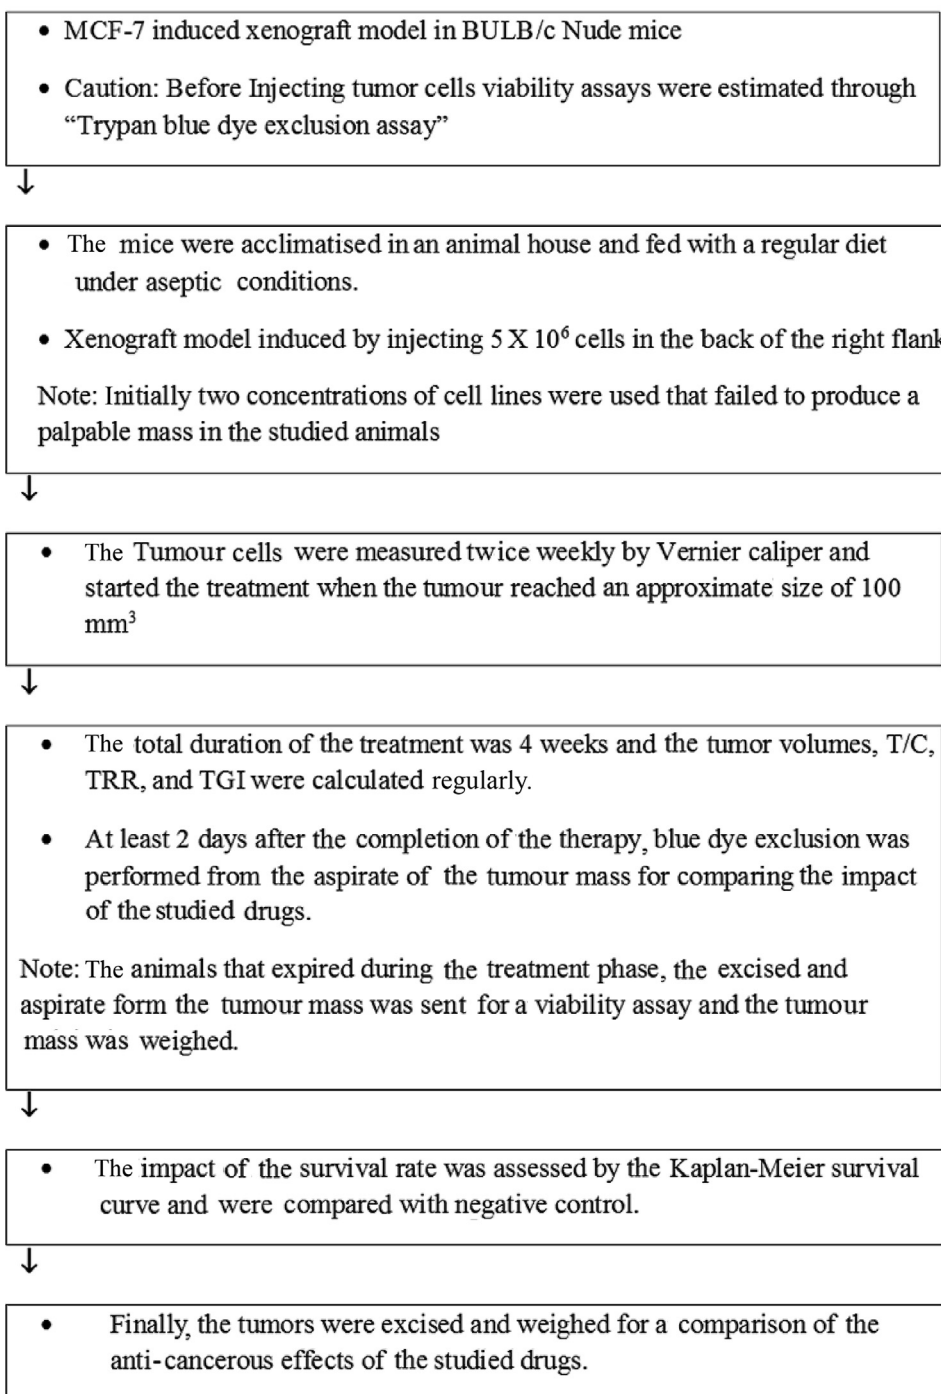 • MCF-7 induced xenograft model in BULB/c Nude mice
• Caution: Before Injecting tumor cells viability assays were estimated through
“Trypan blue dye exclusion assay”
↓
• The mice were acclimatised in an animal house and fed with a regular diet
under aseptic conditions.
• Xenograft model induced by injecting 5 X 10⁶ cells in the back of the right flank
Note: Initially two concentrations of cell lines were used that failed to produce a
palpable mass in the studied animals
↓
• The Tumour cells were measured twice weekly by Vernier caliper and
started the treatment when the tumour reached an approximate size of 100
mm³
↓
• The total duration of the treatment was 4 weeks and the tumor volumes, T/C,
TRR, and TGI were calculated regularly.
• At least 2 days after the completion of the therapy, blue dye exclusion was
performed from the aspirate of the tumour mass for comparing the impact
of the studied drugs.
Note: The animals that expired during the treatment phase, the excised and
aspirate form the tumour mass was sent for a viability assay and the tumour
mass was weighed.
↓
• The impact of the survival rate was assessed by the Kaplan-Meier survival
curve and were compared with negative control.
↓
• Finally, the tumors were excised and weighed for a comparison of the
anti-cancerous effects of the studied drugs.